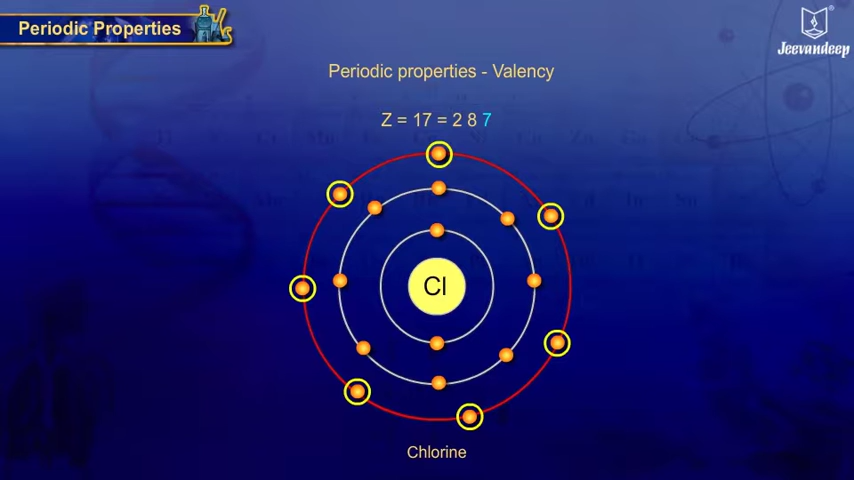 Periodic Properties
Jeevandeep
Periodic properties - Valency
Z = 17 = 2 8 7
Cl
Chlorine